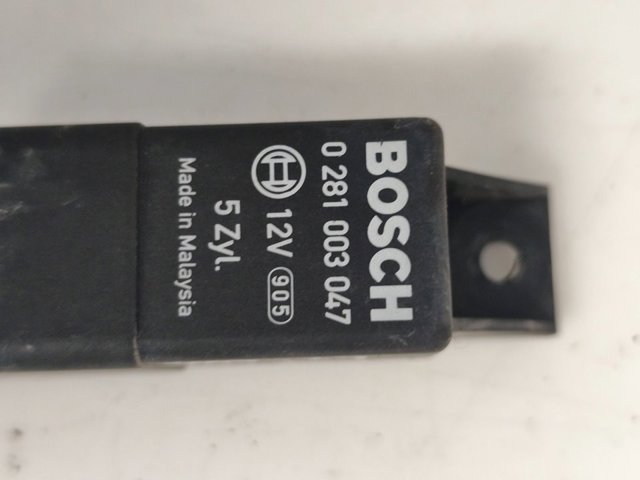 BOSCH
0 281 003 047
12V 905
5 Zyl.
Made in Malaysia